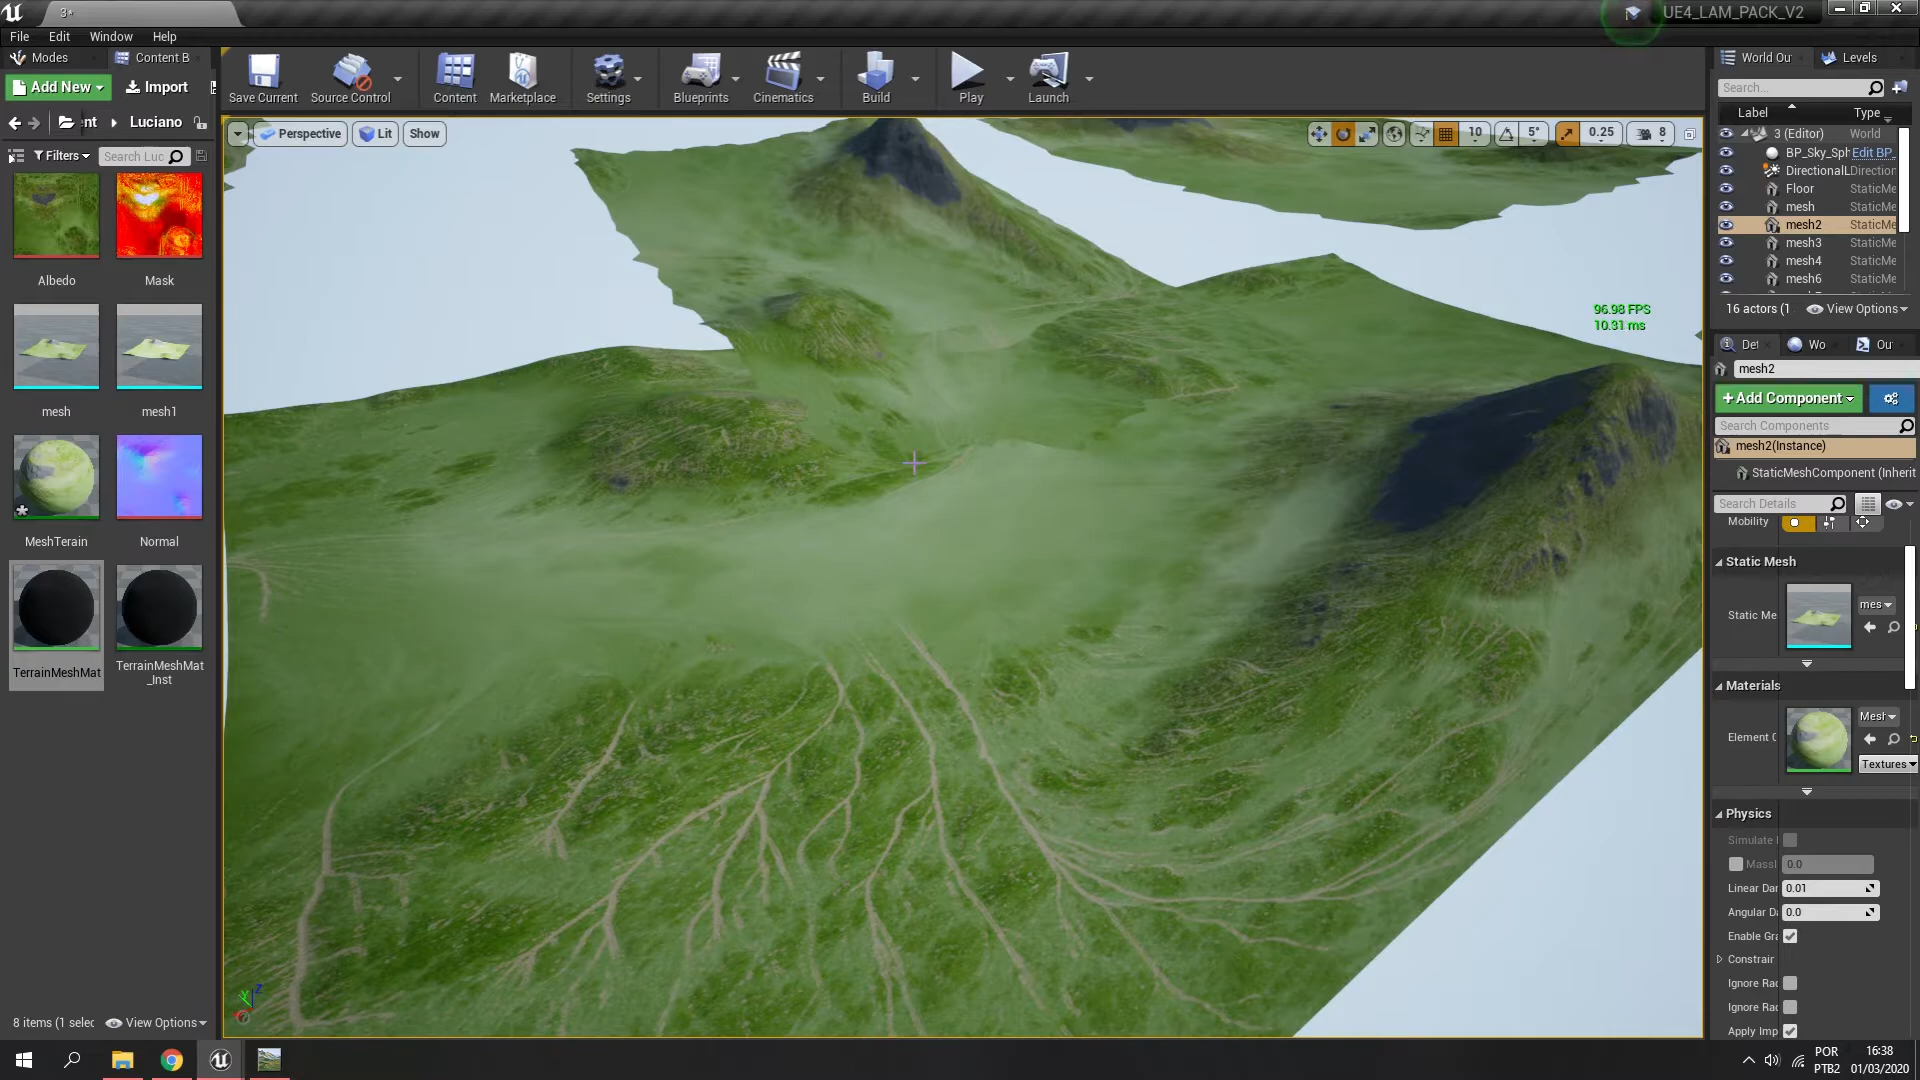 3*
UE4_LAM_PACK_V2
File Edit Window Help
Modes Content B
Add New Import
nt Luciano
Filters Search Luc
Albedo Mask
mesh mesh1
MeshTerain Normal
TerrainMeshMat TerrainMeshMat
_Inst
8 items (1 selec View Options
Save Current Source Control Content Marketplace Settings Blueprints Cinematics Build Play Launch
Perspective Lit Show
10 5° 0.25 8
96.98 FPS
10.31 ms
World Ou Levels
Search...
Label Type
3 (Editor) World
BP_Sky_Sph Edit BP_
DirectionalL Direction
Floor StaticMe
mesh StaticMe
mesh2 StaticMe
mesh3 StaticMe
mesh4 StaticMe
mesh6 StaticMe
16 actors (1 View Options
Det Wo Ou
mesh2
+Add Component
Search Components
mesh2(Instance)
StaticMeshComponent (Inherit
Search Details
Mobility
Static Mesh
Static Me mes
Materials
Element 0 Mesh
Textures
Physics
Simulate
MassI 0.0
Linear Dar 0.01
Angular D 0.0
Enable Gra
Constrair
Ignore Rad
Ignore Rad
Apply Imp
POR
PTB2
16:38
01/03/2020